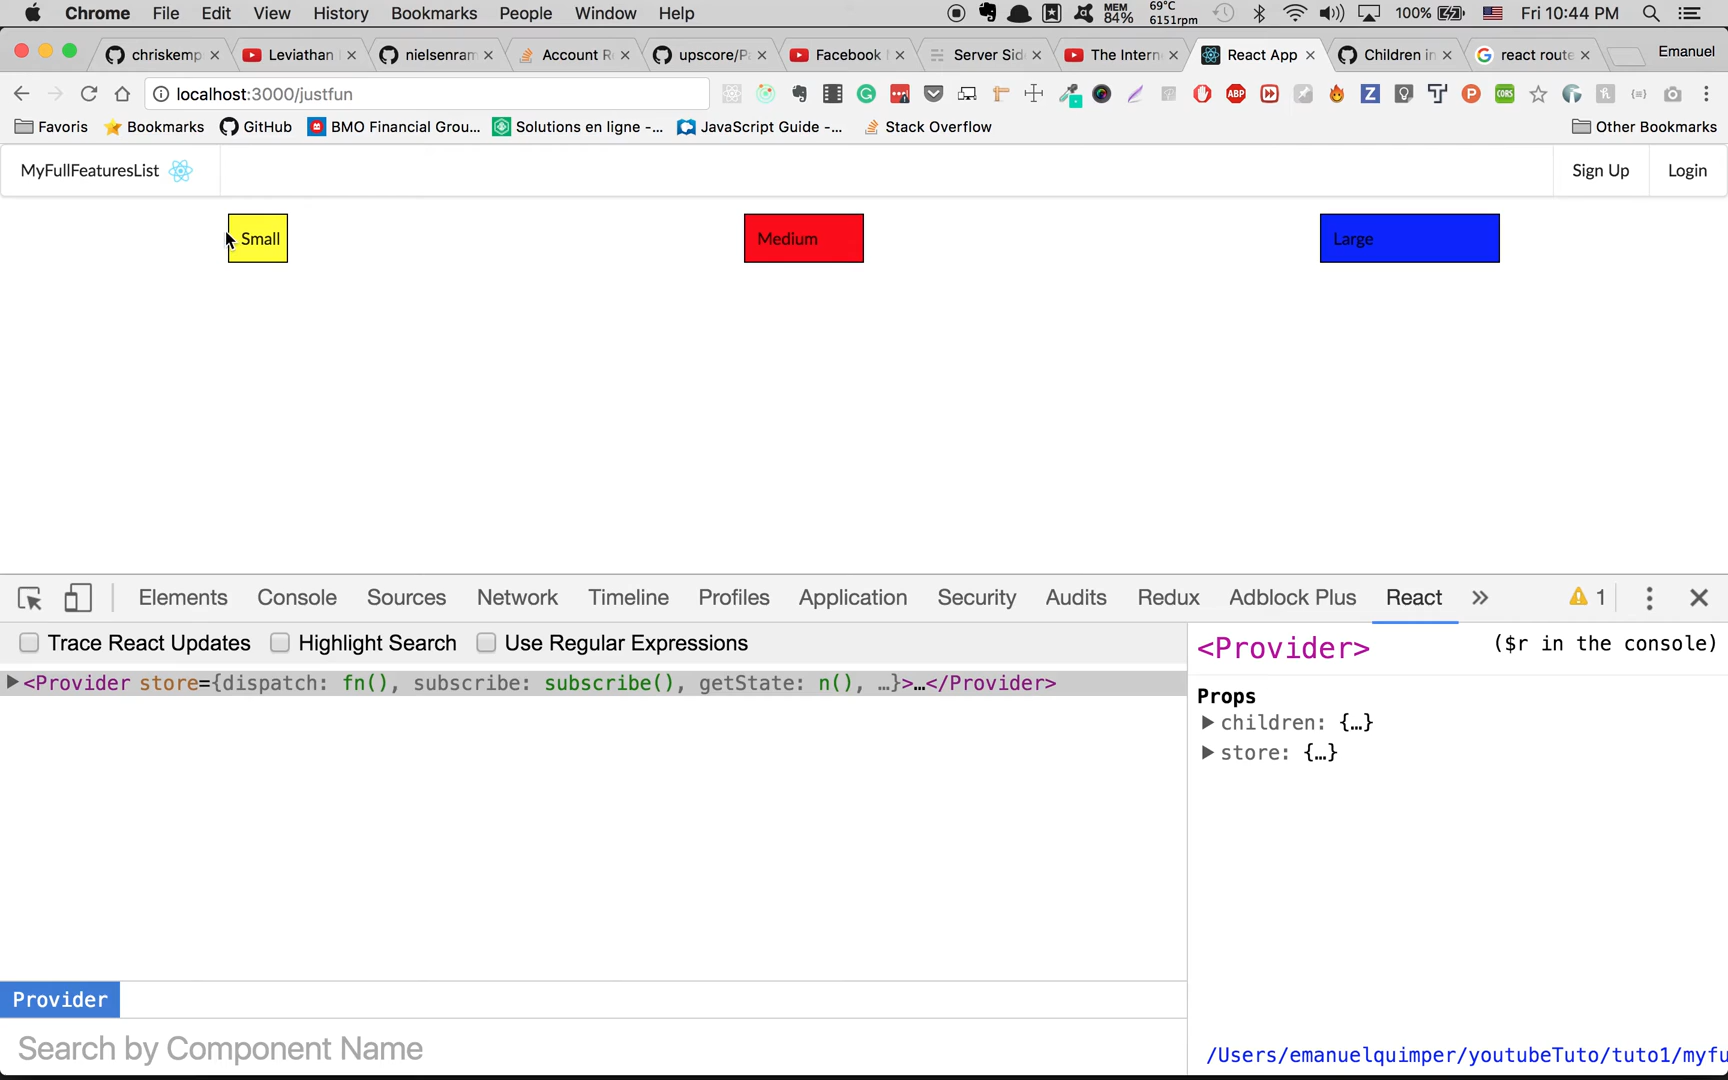 Chrome File Edit View History Bookmarks People Window Help MEM 84% 69°C 6151rpm 100% Fri 10:44 PM
chriskemp Leviathan nielsenram Account Re upscore/Pa Facebook The Intern React App Children in react route Emanuel
localhost:3000/justfun
Favoris Bookmarks GitHub BMO Financial Grou... Solutions en ligne -... JavaScript Guide -... Stack Overflow Other Bookmarks
MyFullFeaturesList Sign Up Login
Small Medium Large
Elements Console Sources Network Timeline Profiles Application Security Audits Redux Adblock Plus React » 1
Trace React Updates Highlight Search Use Regular Expressions
<Provider> ($r in the console)
<Provider store={dispatch: fn(), subscribe: subscribe(), getState: n(), …}>…</Provider>
Props
children: {…}
store: {…}
Provider
Search by Component Name
/Users/emanuelquimper/youtubeTuto/tuto1/myfu